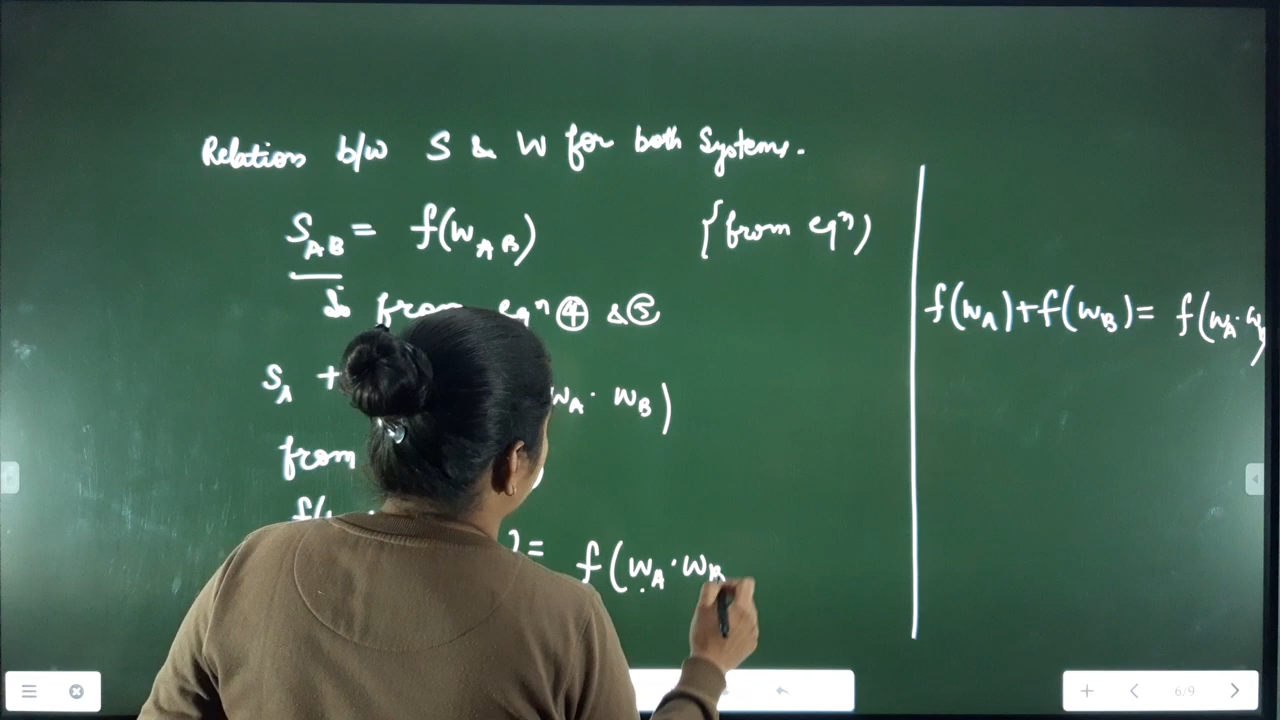 Relation b/w S & W for both Systems.
S_AB = f(W_AB) {from eqⁿ)
So from eqⁿ ④ & ⑤
S_A + W_A · W_B)
from
= f(W_A · W_B
f(W_A) + f(W_B) = f(W_A · W_B)
6/9